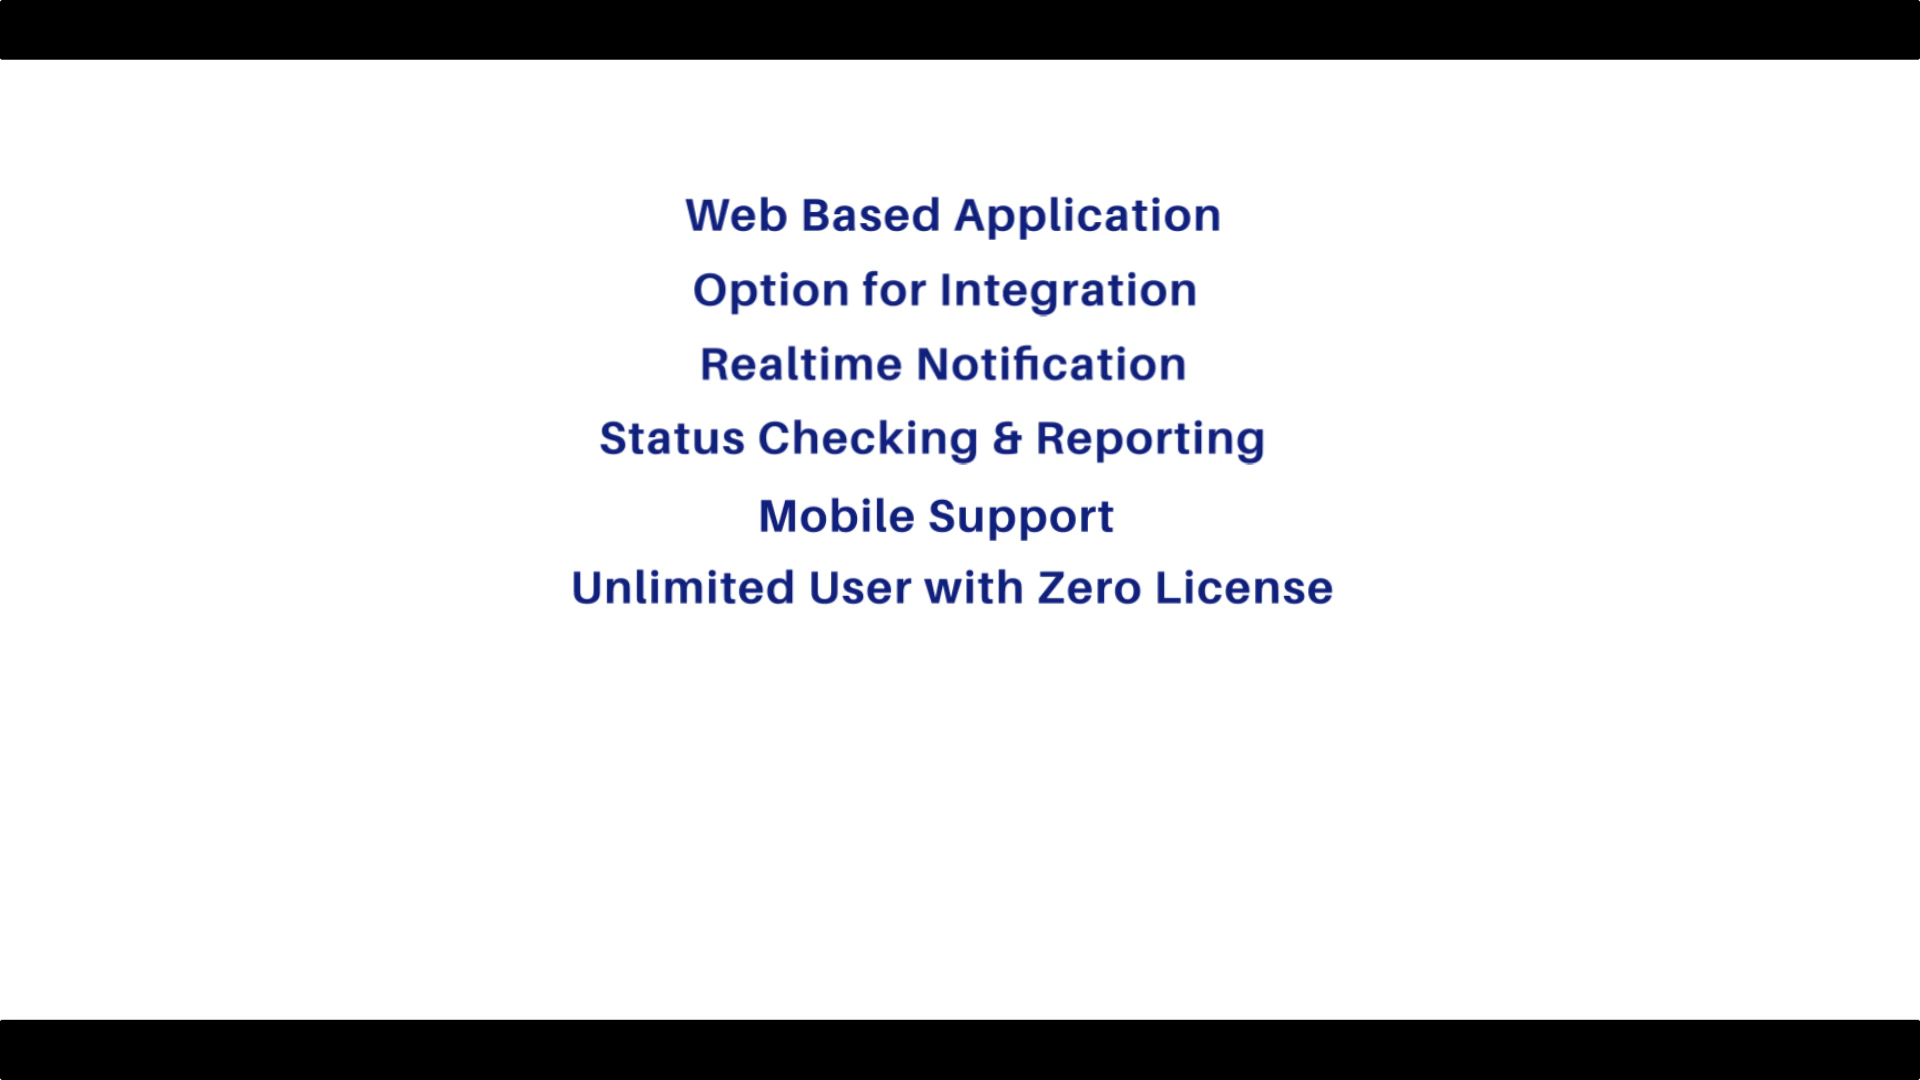 Web Based Application
Option for Integration
Realtime Notification
Status Checking & Reporting
Mobile Support
Unlimited User with Zero License